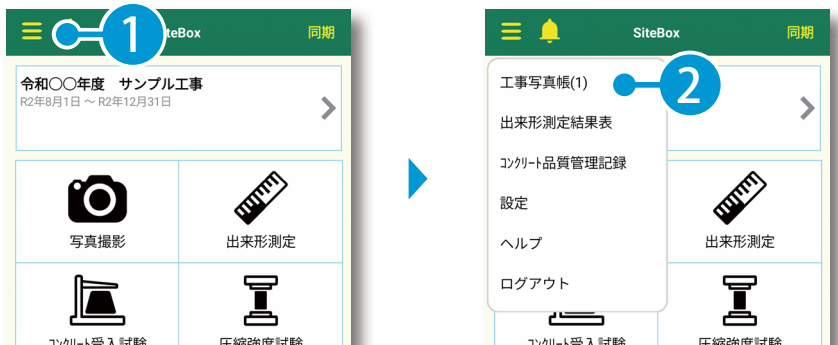 1
teBox
同期
令和〇〇年度 サンプル工事
R2年8月1日 ～ R2年12月31日
写真撮影
出来形測定
ｺﾝｸﾘｰﾄ受入試験
圧縮強度試験
SiteBox
同期
工事写真帳(1)
2
出来形測定結果表
ｺﾝｸﾘｰﾄ品質管理記録
設定
ヘルプ
ログアウト
出来形測定
ｺﾝｸﾘｰﾄ受入試験
圧縮強度試験